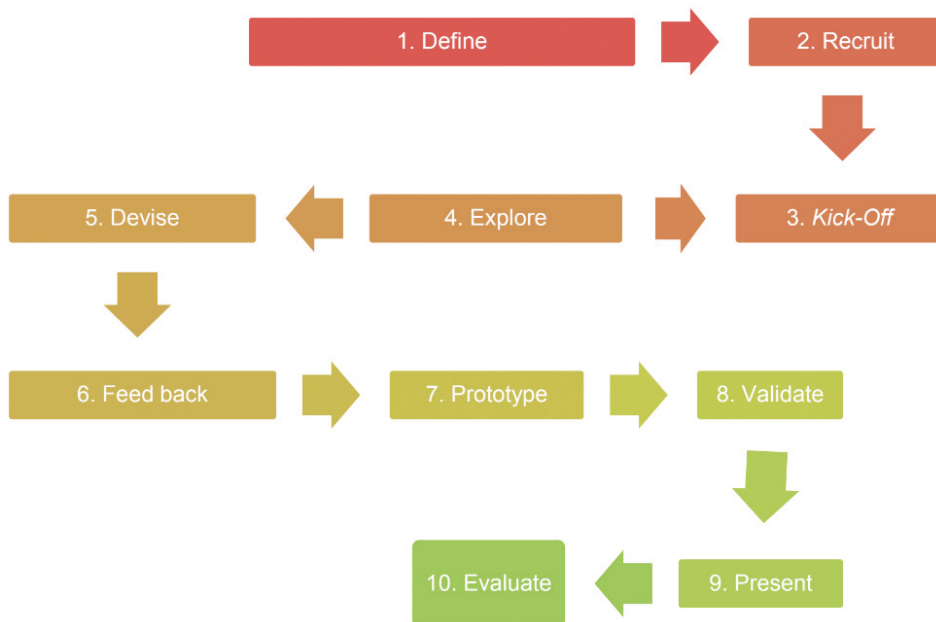 1. Define
2. Recruit
3. Kick-Off
4. Explore
5. Devise
6. Feed back
7. Prototype
8. Validate
9. Present
10. Evaluate